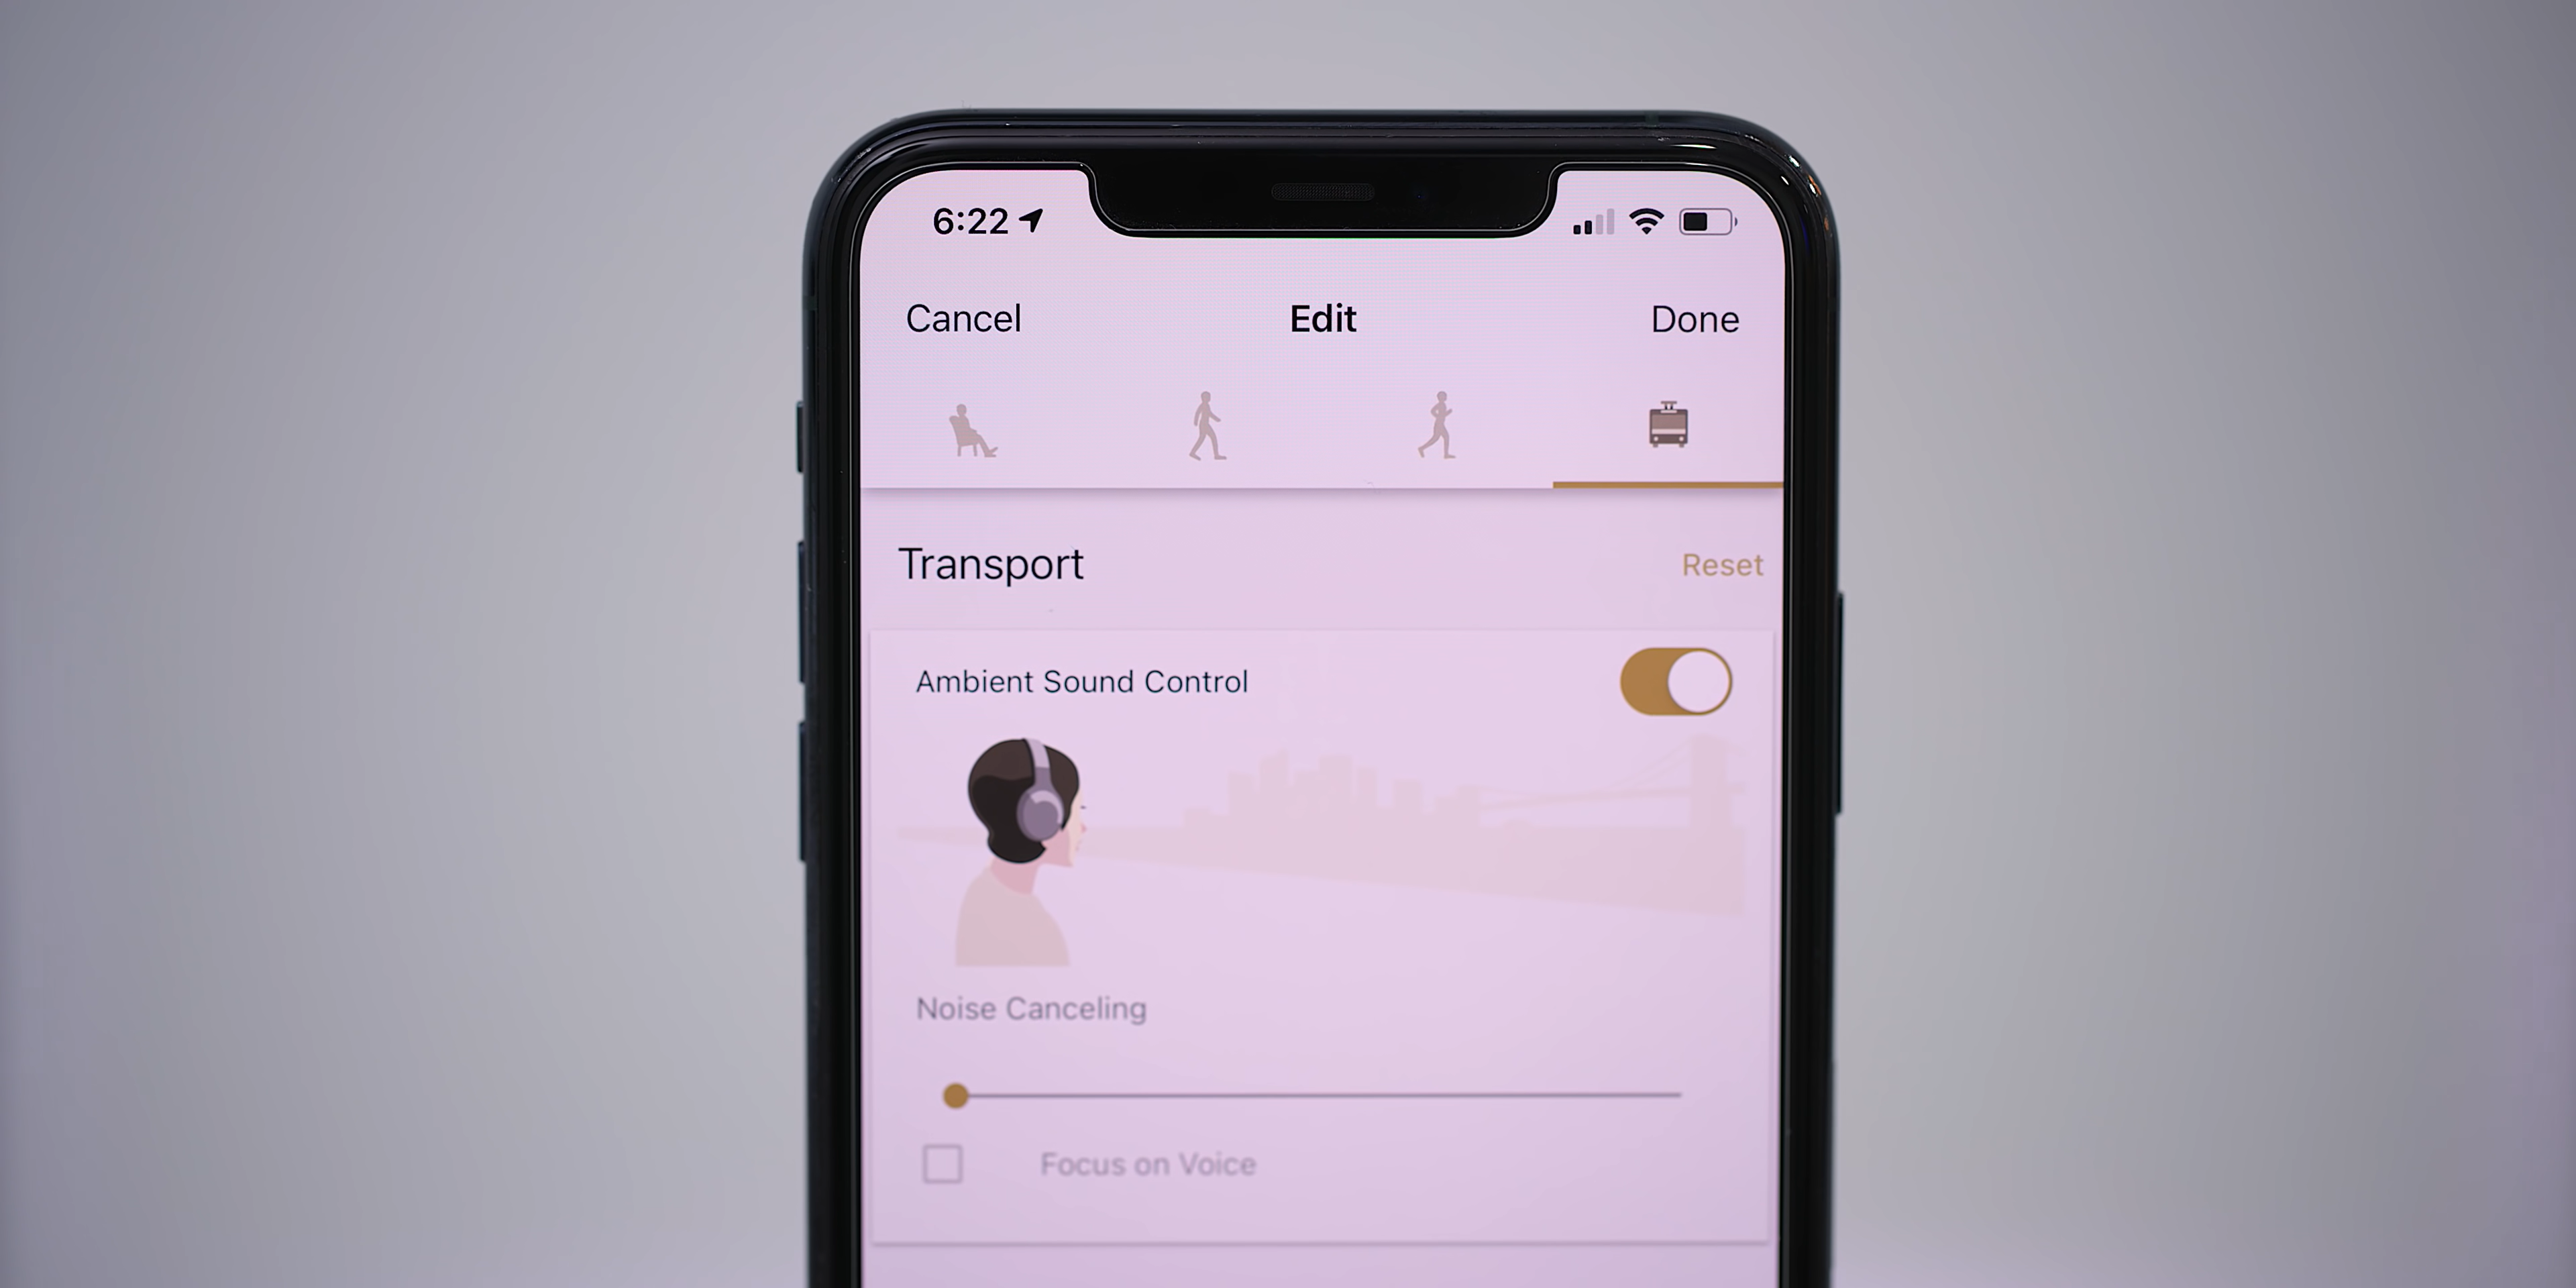 6:22
Cancel Edit Done
Transport Reset
Ambient Sound Control
Noise Canceling
Focus on Voice